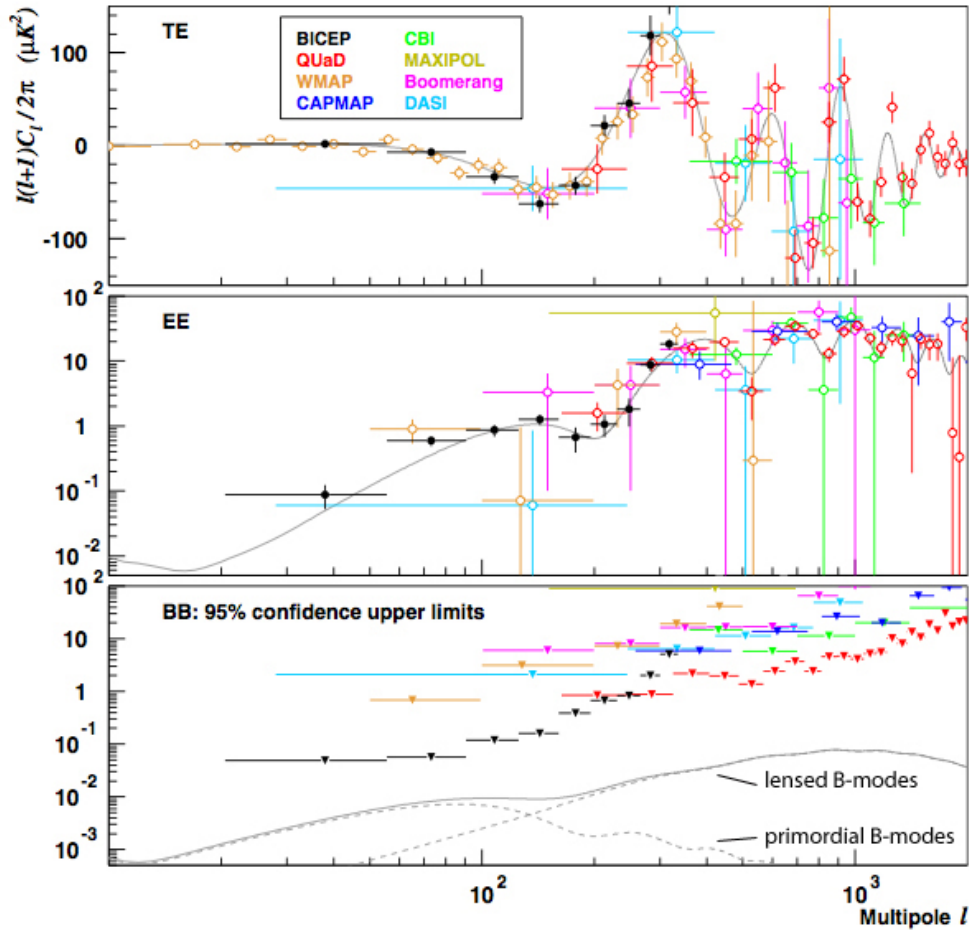 l(l+1)C_l/2π (μK²)
TE
BICEP
QUaD
WMAP
CAPMAP
CBI
MAXIPOL
Boomerang
DASI
100
0
-100
EE
10²
10
1
10⁻¹
10⁻²
BB: 95% confidence upper limits
10²
10
1
10⁻¹
10⁻²
10⁻³
lensed B-modes
primordial B-modes
10²
10³
Multipole l